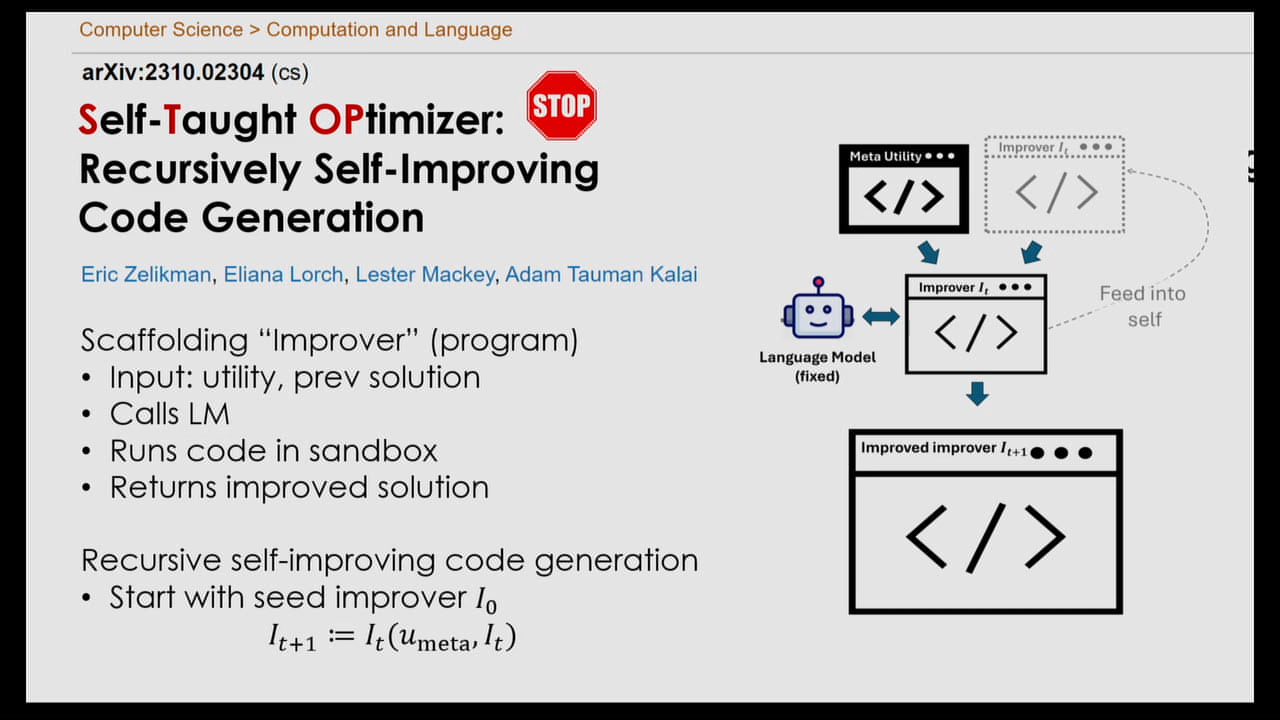 Computer Science > Computation and Language
arXiv:2310.02304 (cs)
Self-Taught OPtimizer:
STOP
Recursively Self-Improving
Code Generation
Eric Zelikman, Eliana Lorch, Lester Mackey, Adam Tauman Kalai
Scaffolding “Improver” (program)
• Input: utility, prev solution
• Calls LM
• Runs code in sandbox
• Returns improved solution
Recursive self-improving code generation
• Start with seed improver I₀
Iₜ₊₁ := Iₜ(u_meta, Iₜ)
Meta Utility
</>
Improver Iₜ
</>
Improver Iₜ
</>
Feed into
self
Language Model
(fixed)
Improved improver Iₜ₊₁
</>